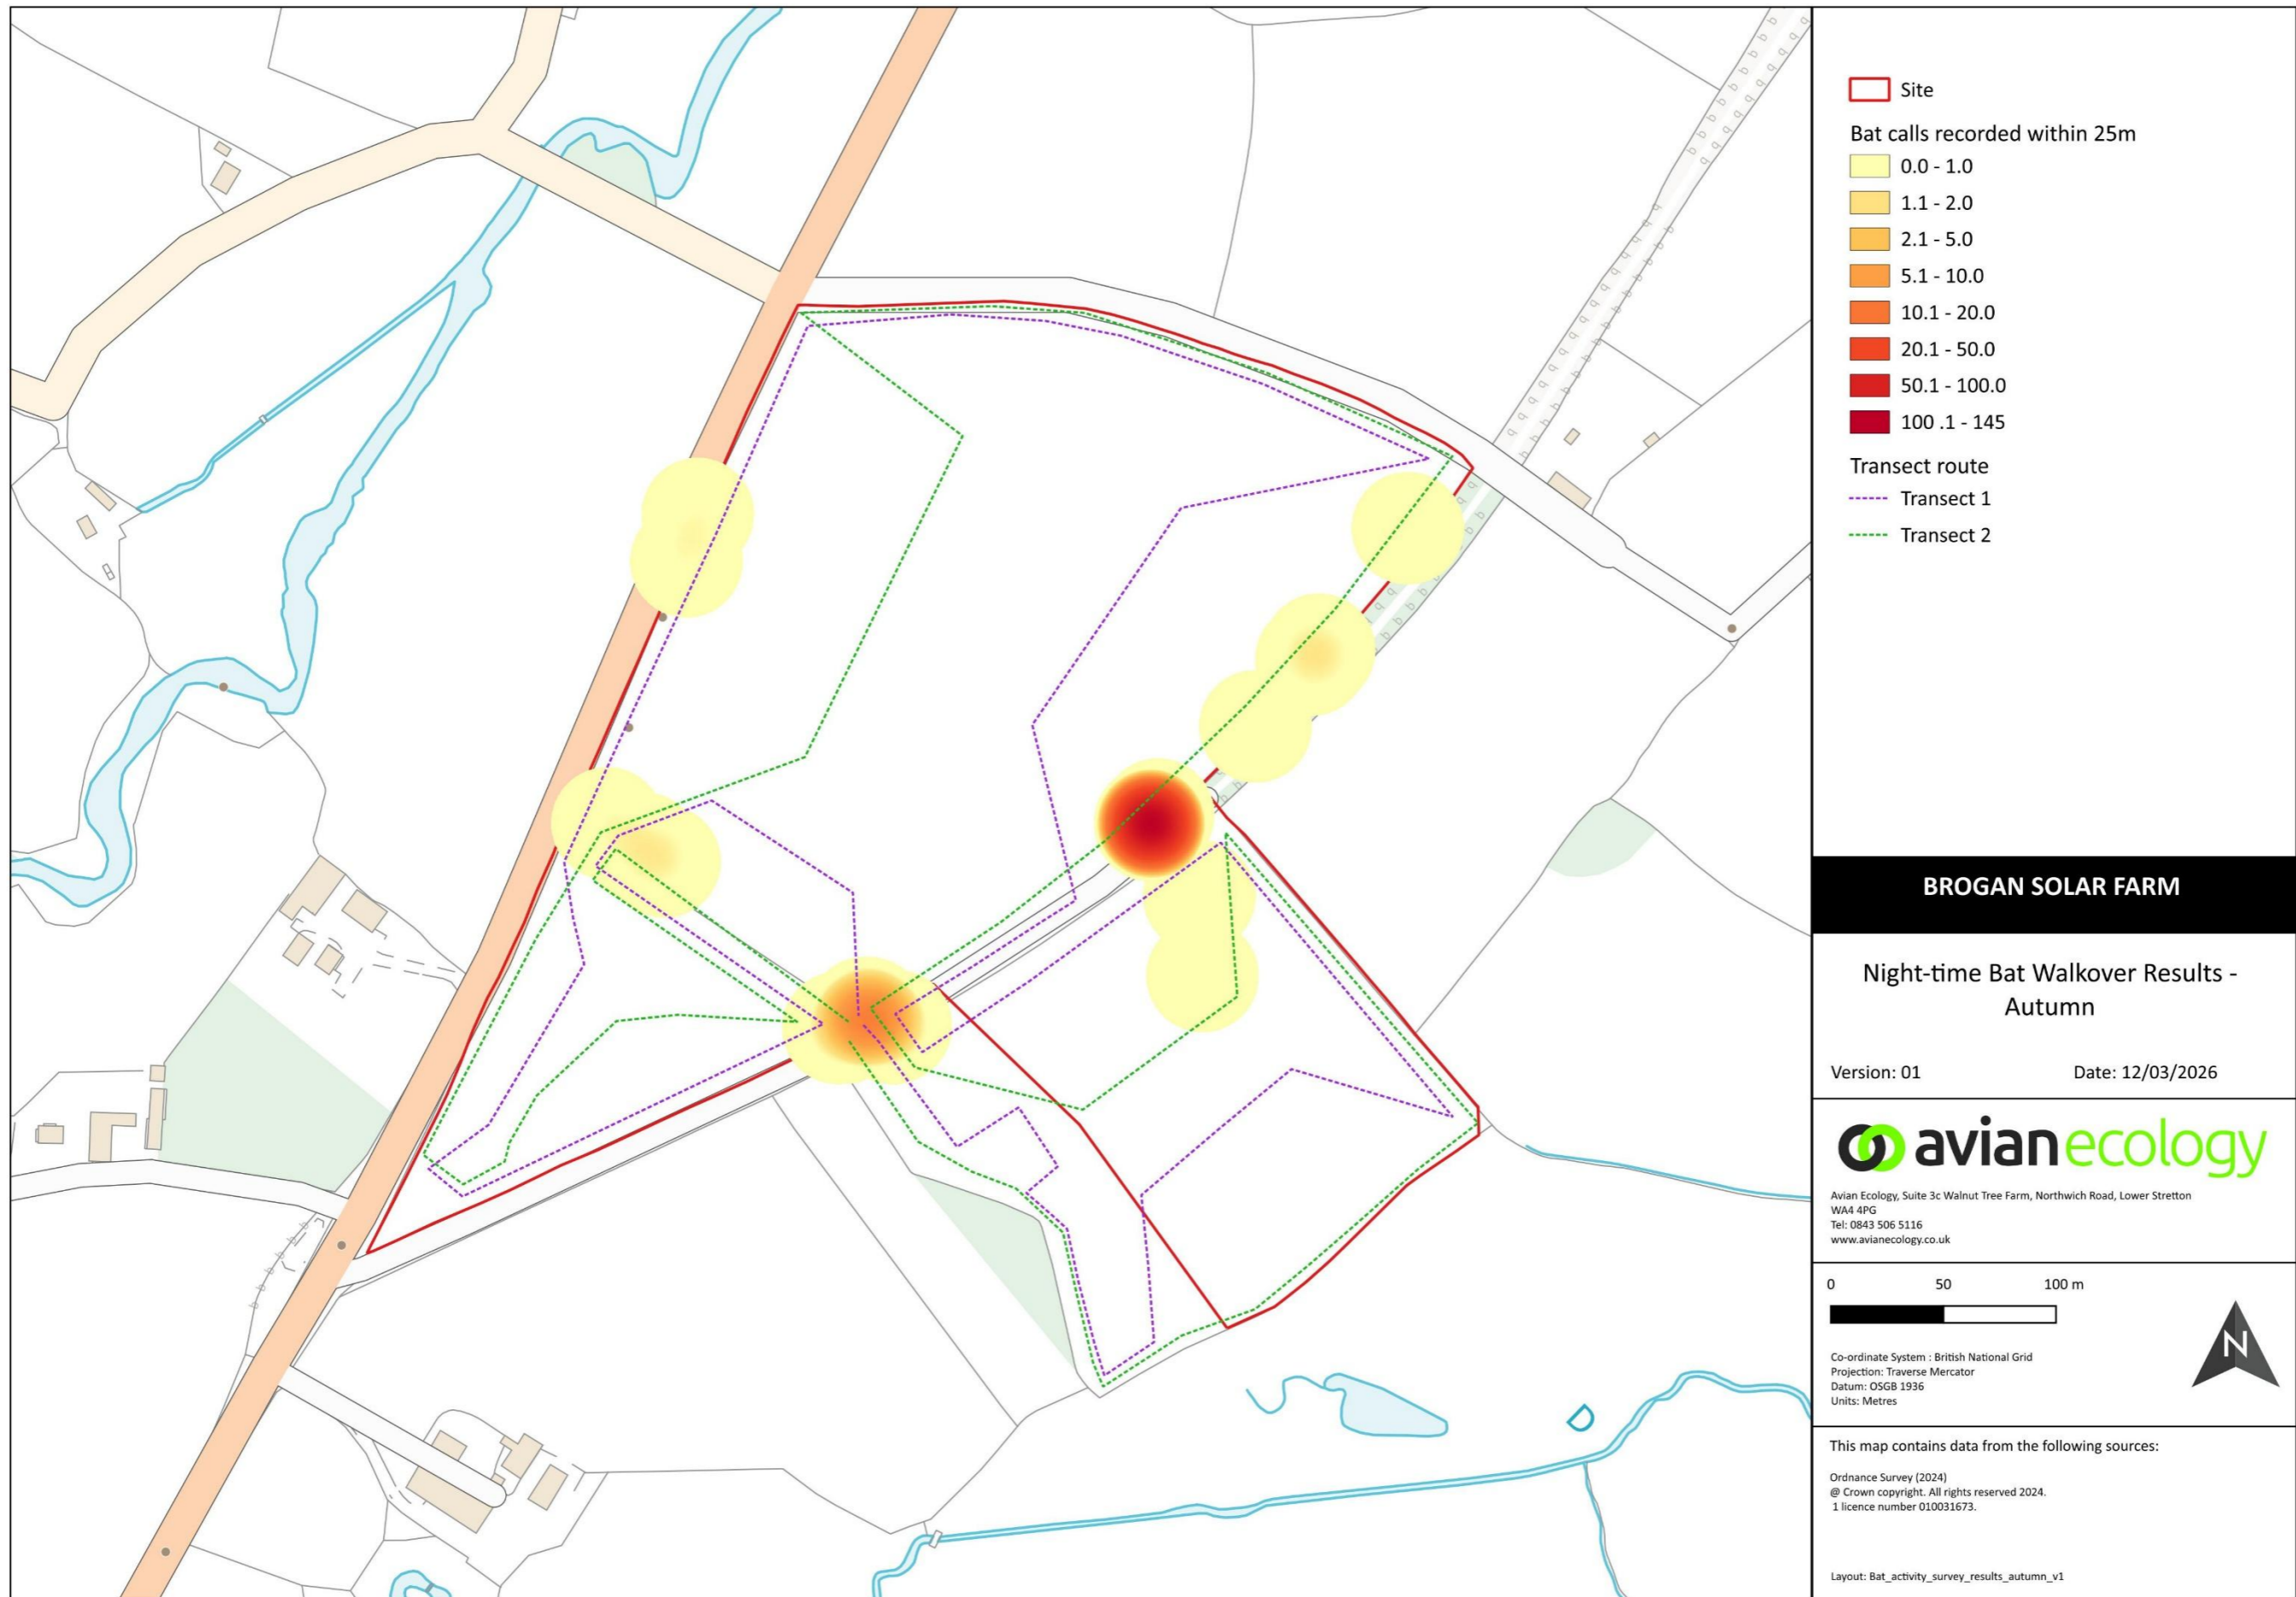 Site
Bat calls recorded within 25m
0.0 - 1.0
1.1 - 2.0
2.1 - 5.0
5.1 - 10.0
10.1 - 20.0
20.1 - 50.0
50.1 - 100.0
100 .1 - 145
Transect route
Transect 1
Transect 2
BROGAN SOLAR FARM
Night-time Bat Walkover Results -
Autumn
Version: 01 Date: 12/03/2026
avianecology
Avian Ecology, Suite 3c Walnut Tree Farm, Northwich Road, Lower Stretton
WA4 4PG
Tel: 0843 506 5116
www.avianecology.co.uk
0 50 100 m
N
Co-ordinate System : British National Grid
Projection: Traverse Mercator
Datum: OSGB 1936
Units: Metres
This map contains data from the following sources:
Ordnance Survey (2024)
@ Crown copyright. All rights reserved 2024.
1 licence number 010031673.
Layout: Bat_activity_survey_results_autumn_v1